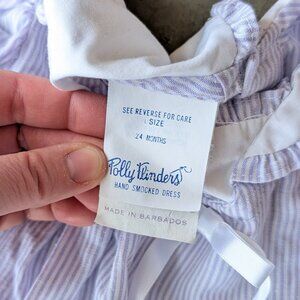 SEE REVERSE FOR CARE
SIZE
24 MONTHS
Polly Flinders
HAND SMOCKED DRESS
MADE IN BARBADOS